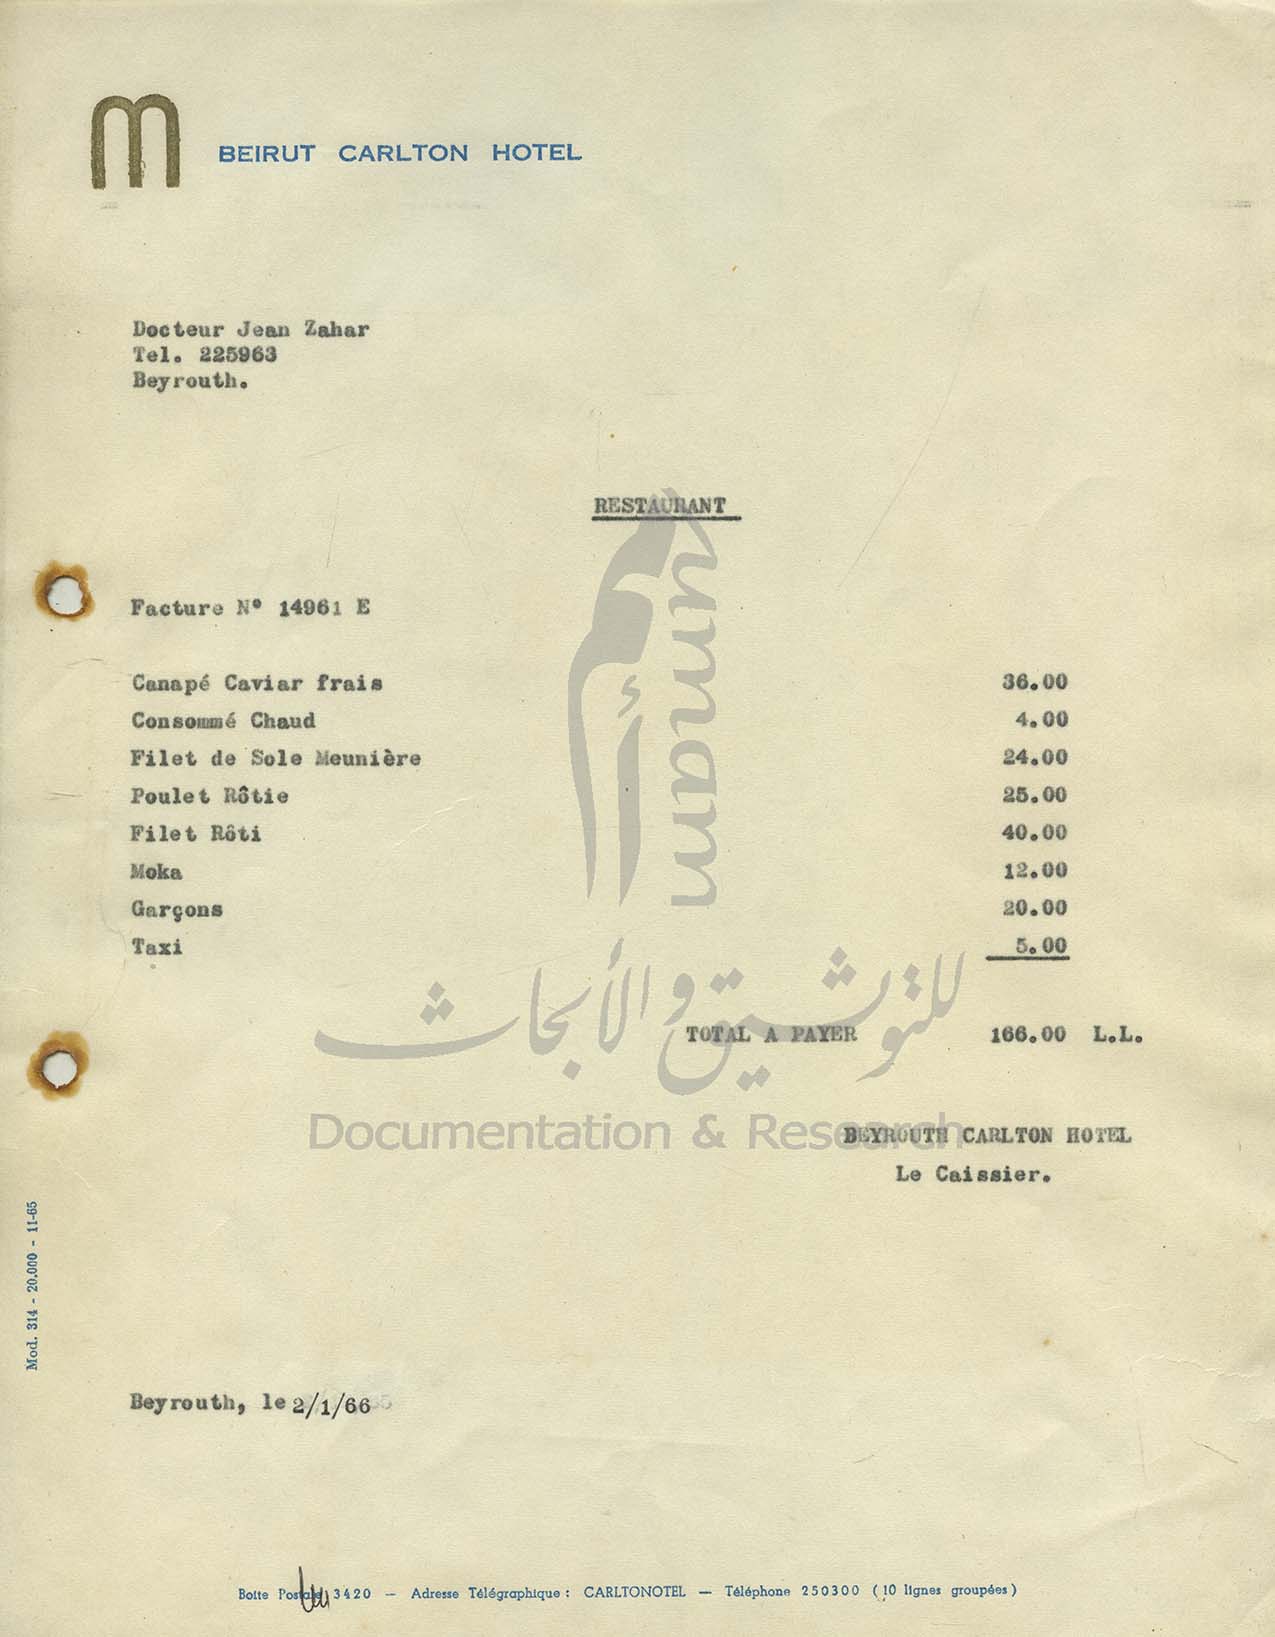 BEIRUT CARLTON HOTEL
Docteur Jean Zahar
Tel. 225963
Beyrouth.
RESTAURANT
Facture N° 14961 E
Canapé Caviar frais 36.00
Consommé Chaud 4.00
Filet de Sole Meunière 24.00
Poulet Rôtie 25.00
Filet Rôti 40.00
Moka 12.00
Garçons 20.00
Taxi 5.00
TOTAL A PAYER 166.00 L.L.
BEYROUTH CARLTON HOTEL
Le Caissier.
Beyrouth, le 2/1/66
Mod. 314 - 20.000 - 11-65
Boite Postale 3420 — Adresse Télégraphique : CARLTONOTEL — Téléphone 250300 (10 lignes groupées)
umam
أمم
للتوثيق والأبحاث
Documentation & Research